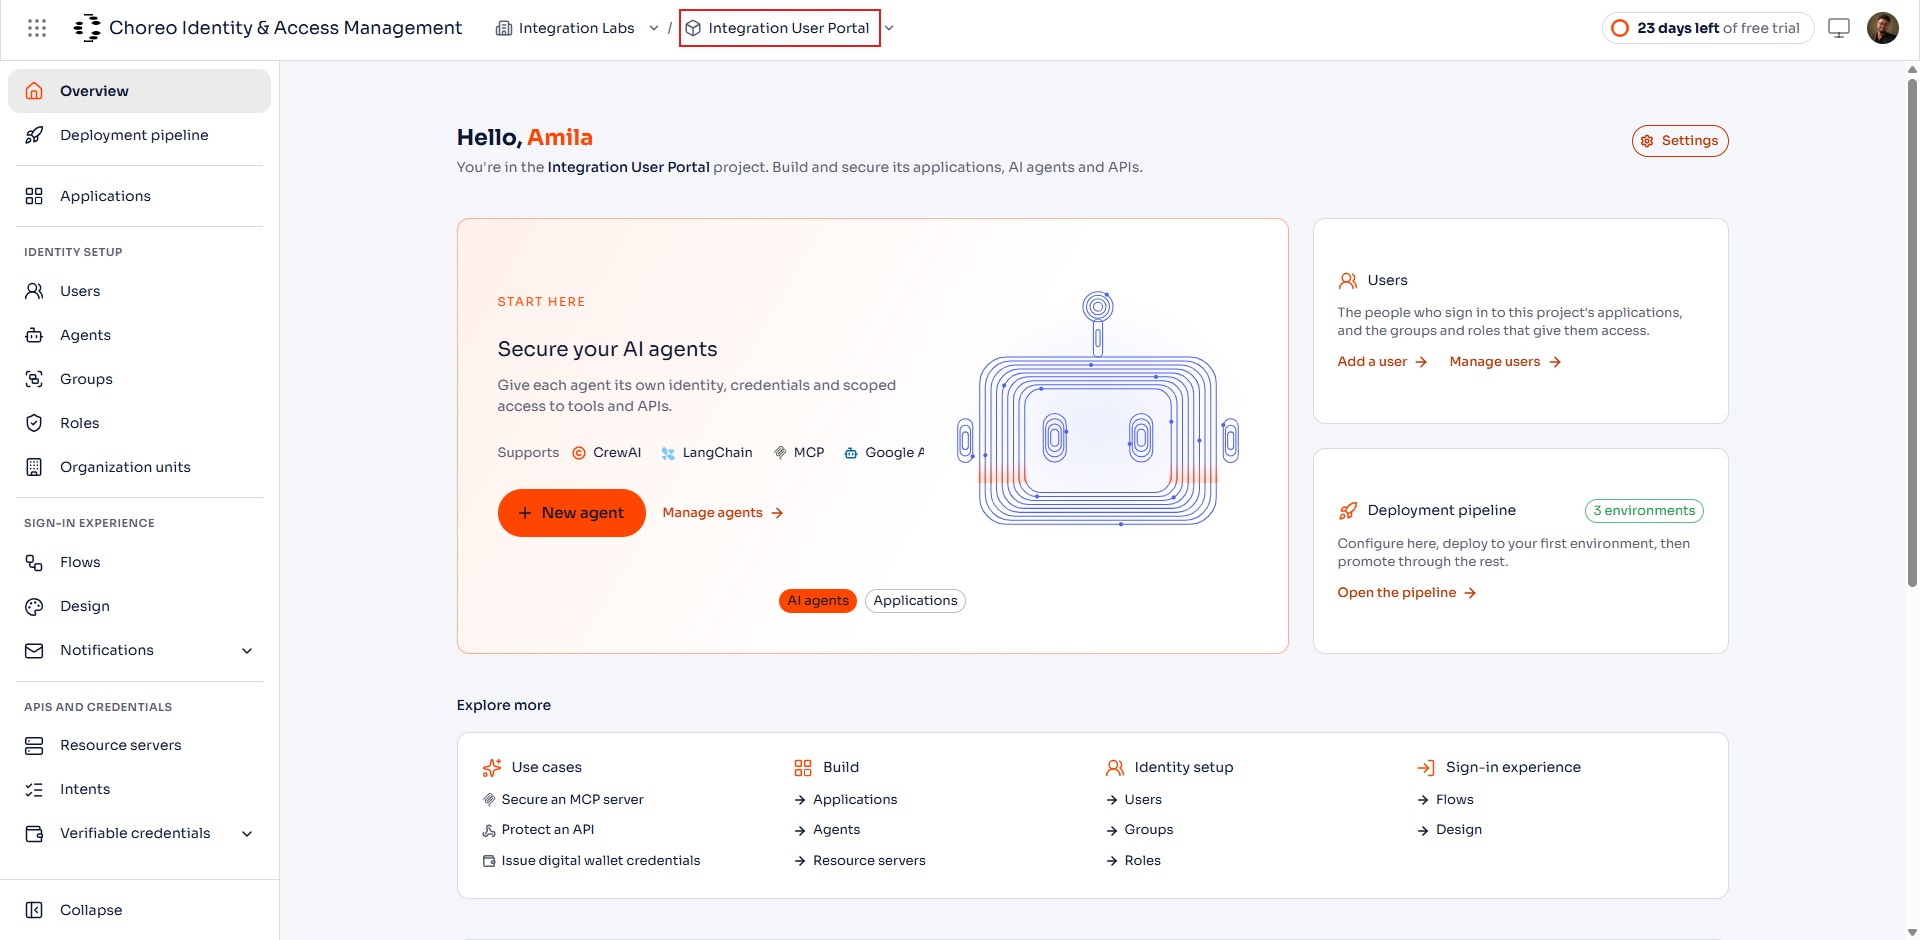 Choreo Identity & Access Management
Integration Labs
/
Integration User Portal
23 days left of free trial
Overview
Deployment pipeline
Applications
IDENTITY SETUP
Users
Agents
Groups
Roles
Organization units
SIGN-IN EXPERIENCE
Flows
Design
Notifications
APIS AND CREDENTIALS
Resource servers
Intents
Verifiable credentials
Collapse
Hello, Amila
You're in the Integration User Portal project. Build and secure its applications, AI agents and APIs.
Settings
START HERE
Secure your AI agents
Give each agent its own identity, credentials and scoped
access to tools and APIs.
Supports CrewAI LangChain MCP Google A
+ New agent
Manage agents →
AI agents
Applications
Users
The people who sign in to this project's applications,
and the groups and roles that give them access.
Add a user → Manage users →
Deployment pipeline
3 environments
Configure here, deploy to your first environment, then
promote through the rest.
Open the pipeline →
Explore more
Use cases
Secure an MCP server
Protect an API
Issue digital wallet credentials
Build
→ Applications
→ Agents
→ Resource servers
Identity setup
→ Users
→ Groups
→ Roles
Sign-in experience
→ Flows
→ Design